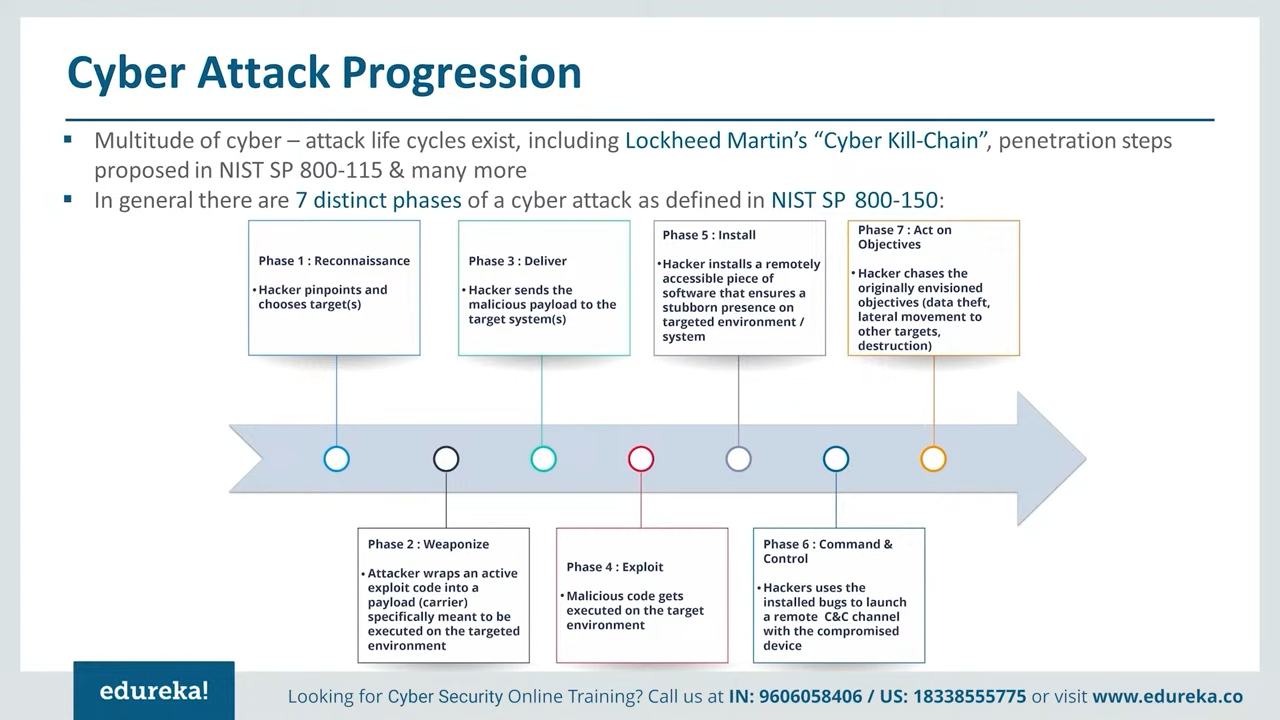 Cyber Attack Progression
▪ Multitude of cyber – attack life cycles exist, including Lockheed Martin’s “Cyber Kill-Chain”, penetration steps
proposed in NIST SP 800-115 & many more
▪ In general there are 7 distinct phases of a cyber attack as defined in NIST SP 800-150:
Phase 1 : Reconnaissance
•Hacker pinpoints and
chooses target(s)
Phase 3 : Deliver
•Hacker sends the
malicious payload to the
target system(s)
Phase 5 : Install
•Hacker installs a remotely
accessible piece of
software that ensures a
stubborn presence on
targeted environment /
system
Phase 7 : Act on
Objectives
•Hacker chases the
originally envisioned
objectives (data theft,
lateral movement to
other targets,
destruction)
Phase 2 : Weaponize
•Attacker wraps an active
exploit code into a
payload (carrier)
specifically meant to be
executed on the targeted
environment
Phase 4 : Exploit
•Malicious code gets
executed on the target
environment
Phase 6 : Command &
Control
•Hackers uses the
installed bugs to launch
a remote C&C channel
with the compromised
device
edureka!
Looking for Cyber Security Online Training? Call us at IN: 9606058406 / US: 18338555775 or visit www.edureka.co